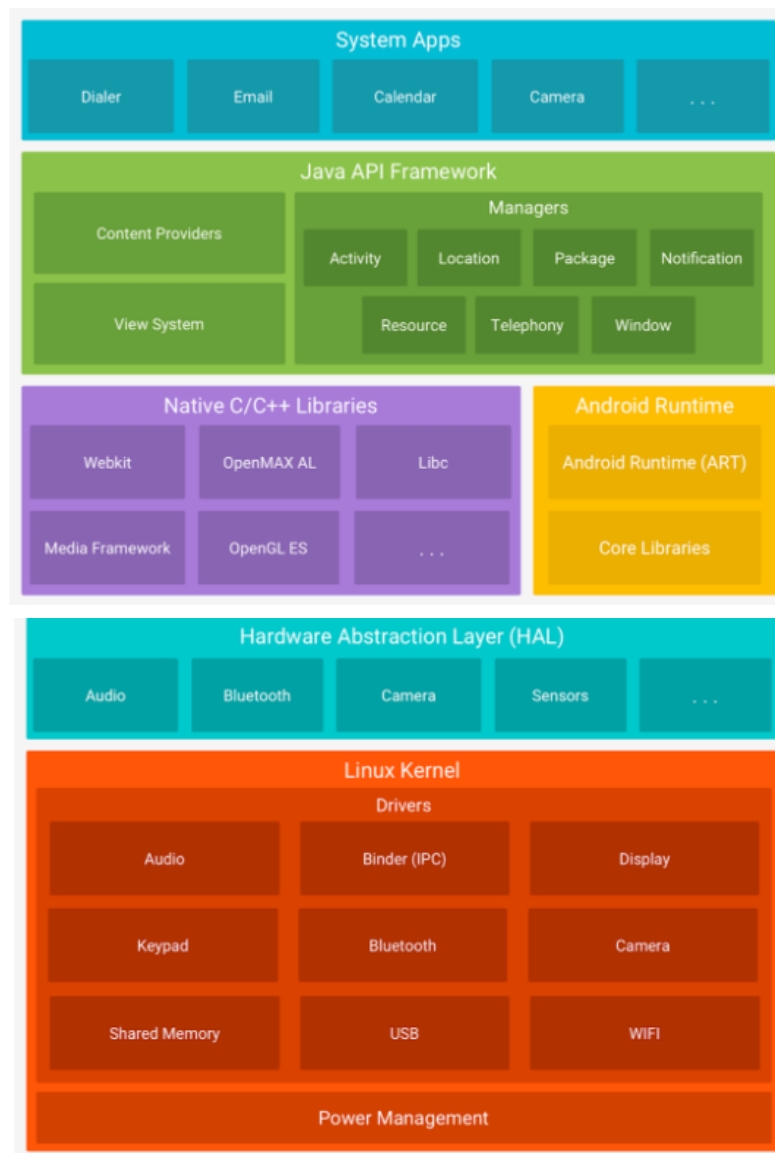 System Apps
Dialer Email Calendar Camera . . .
Java API Framework
Content Providers
View System
Managers
Activity Location Package Notification
Resource Telephony Window
Native C/C++ Libraries
Webkit OpenMAX AL Libc
Media Framework OpenGL ES . . .
Android Runtime
Android Runtime (ART)
Core Libraries
Hardware Abstraction Layer (HAL)
Audio Bluetooth Camera Sensors . . .
Linux Kernel
Drivers
Audio Binder (IPC) Display
Keypad Bluetooth Camera
Shared Memory USB WIFI
Power Management